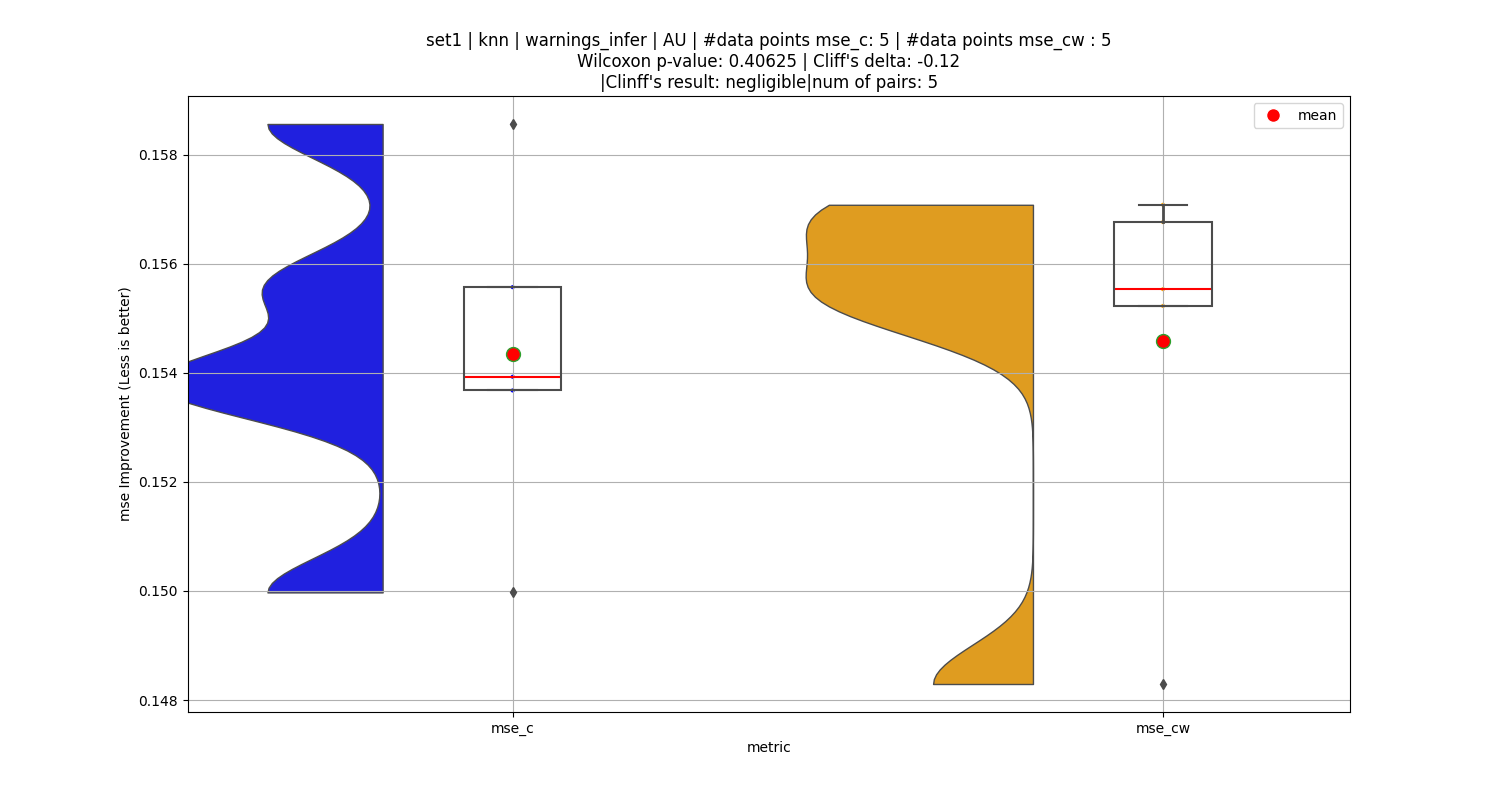 set1 | knn | warnings_infer | AU | #data points mse_c: 5 | #data points mse_cw : 5
Wilcoxon p-value: 0.40625 | Cliff's delta: -0.12
|Clinff's result: negligible|num of pairs: 5
mean
mse Improvement (Less is better)
0.158
0.156
0.154
0.152
0.150
0.148
mse_c
mse_cw
metric